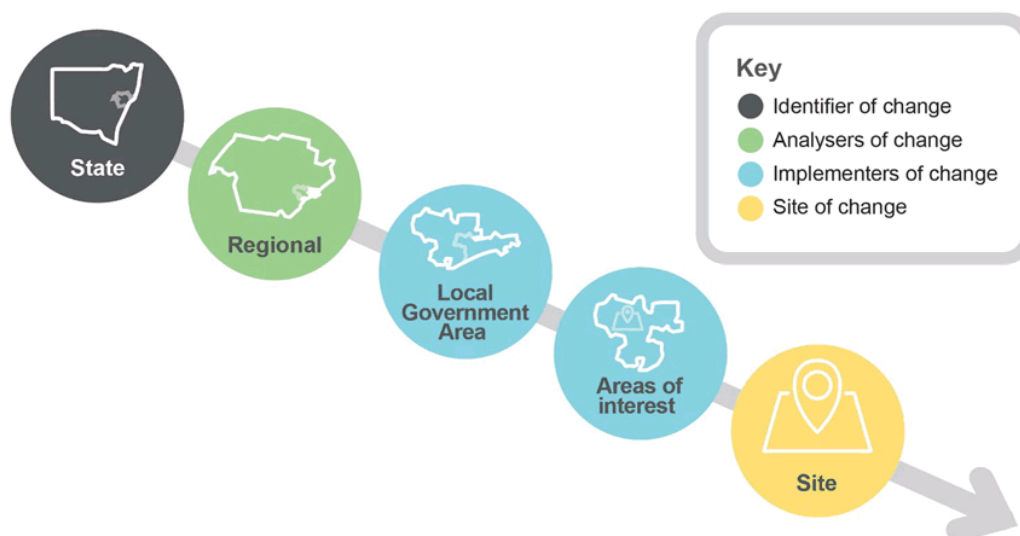 Key
Identifier of change
Analysers of change
Implementers of change
Site of change
State
Regional
Local
Government
Area
Areas of
interest
Site